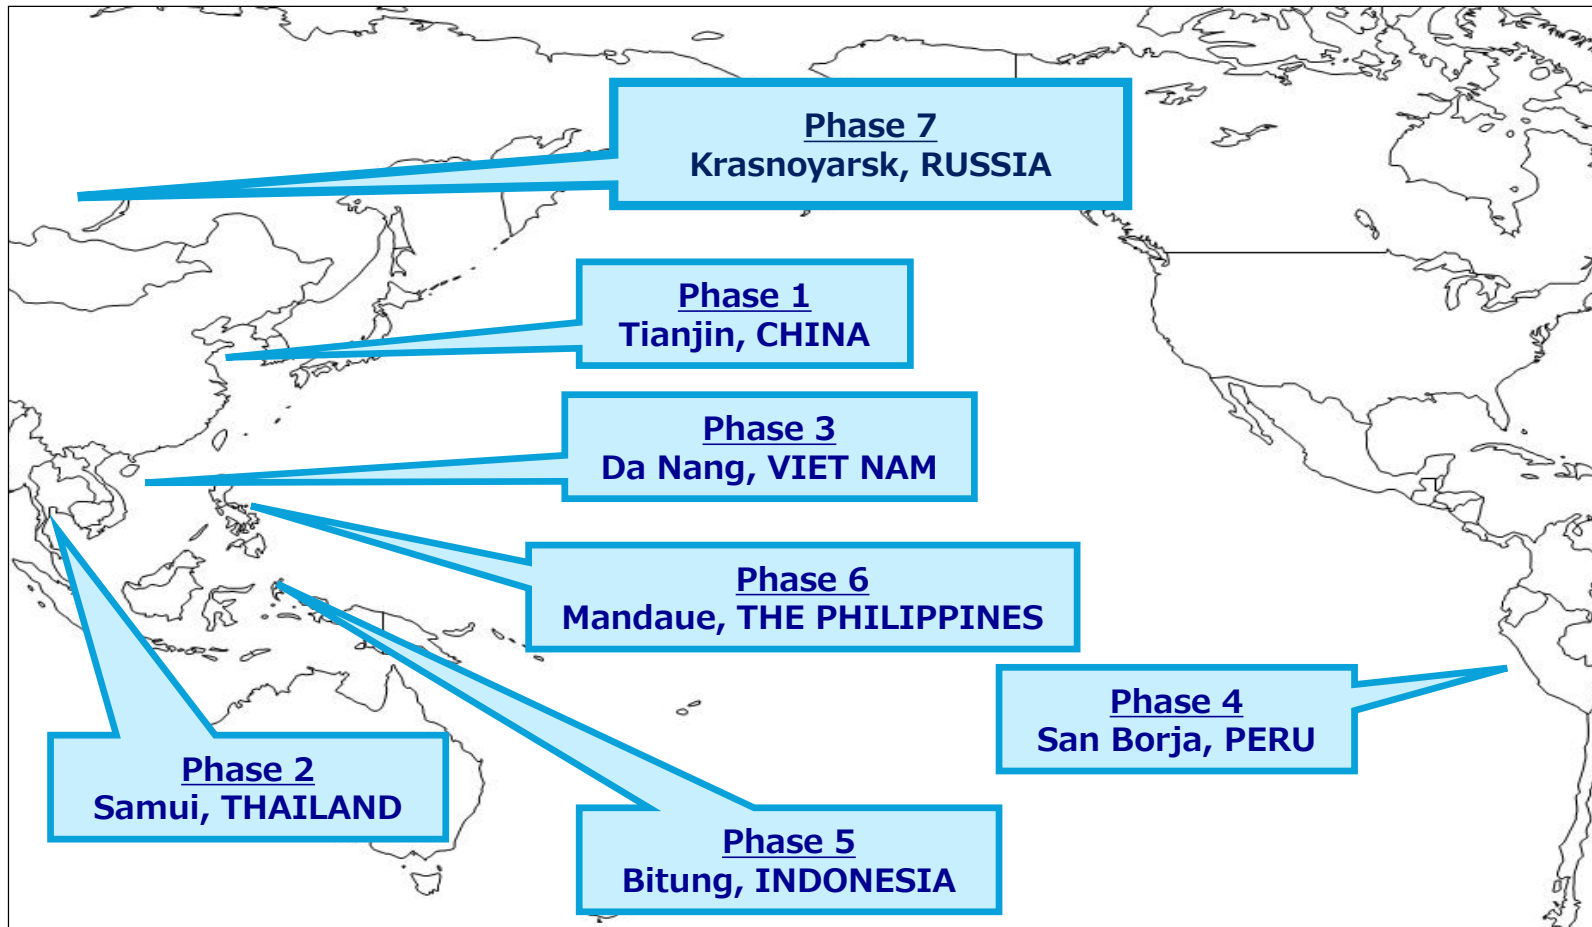 Phase 7
Krasnoyarsk, RUSSIA
Phase 1
Tianjin, CHINA
Phase 3
Da Nang, VIET NAM
Phase 6
Mandaue, THE PHILIPPINES
Phase 4
San Borja, PERU
Phase 2
Samui, THAILAND
Phase 5
Bitung, INDONESIA